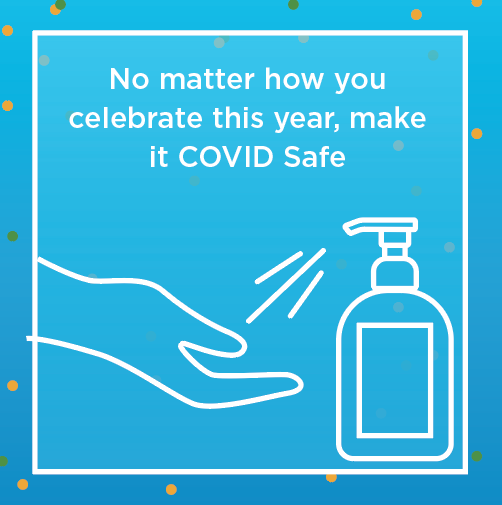 No matter how you
celebrate this year, make
it COVID Safe